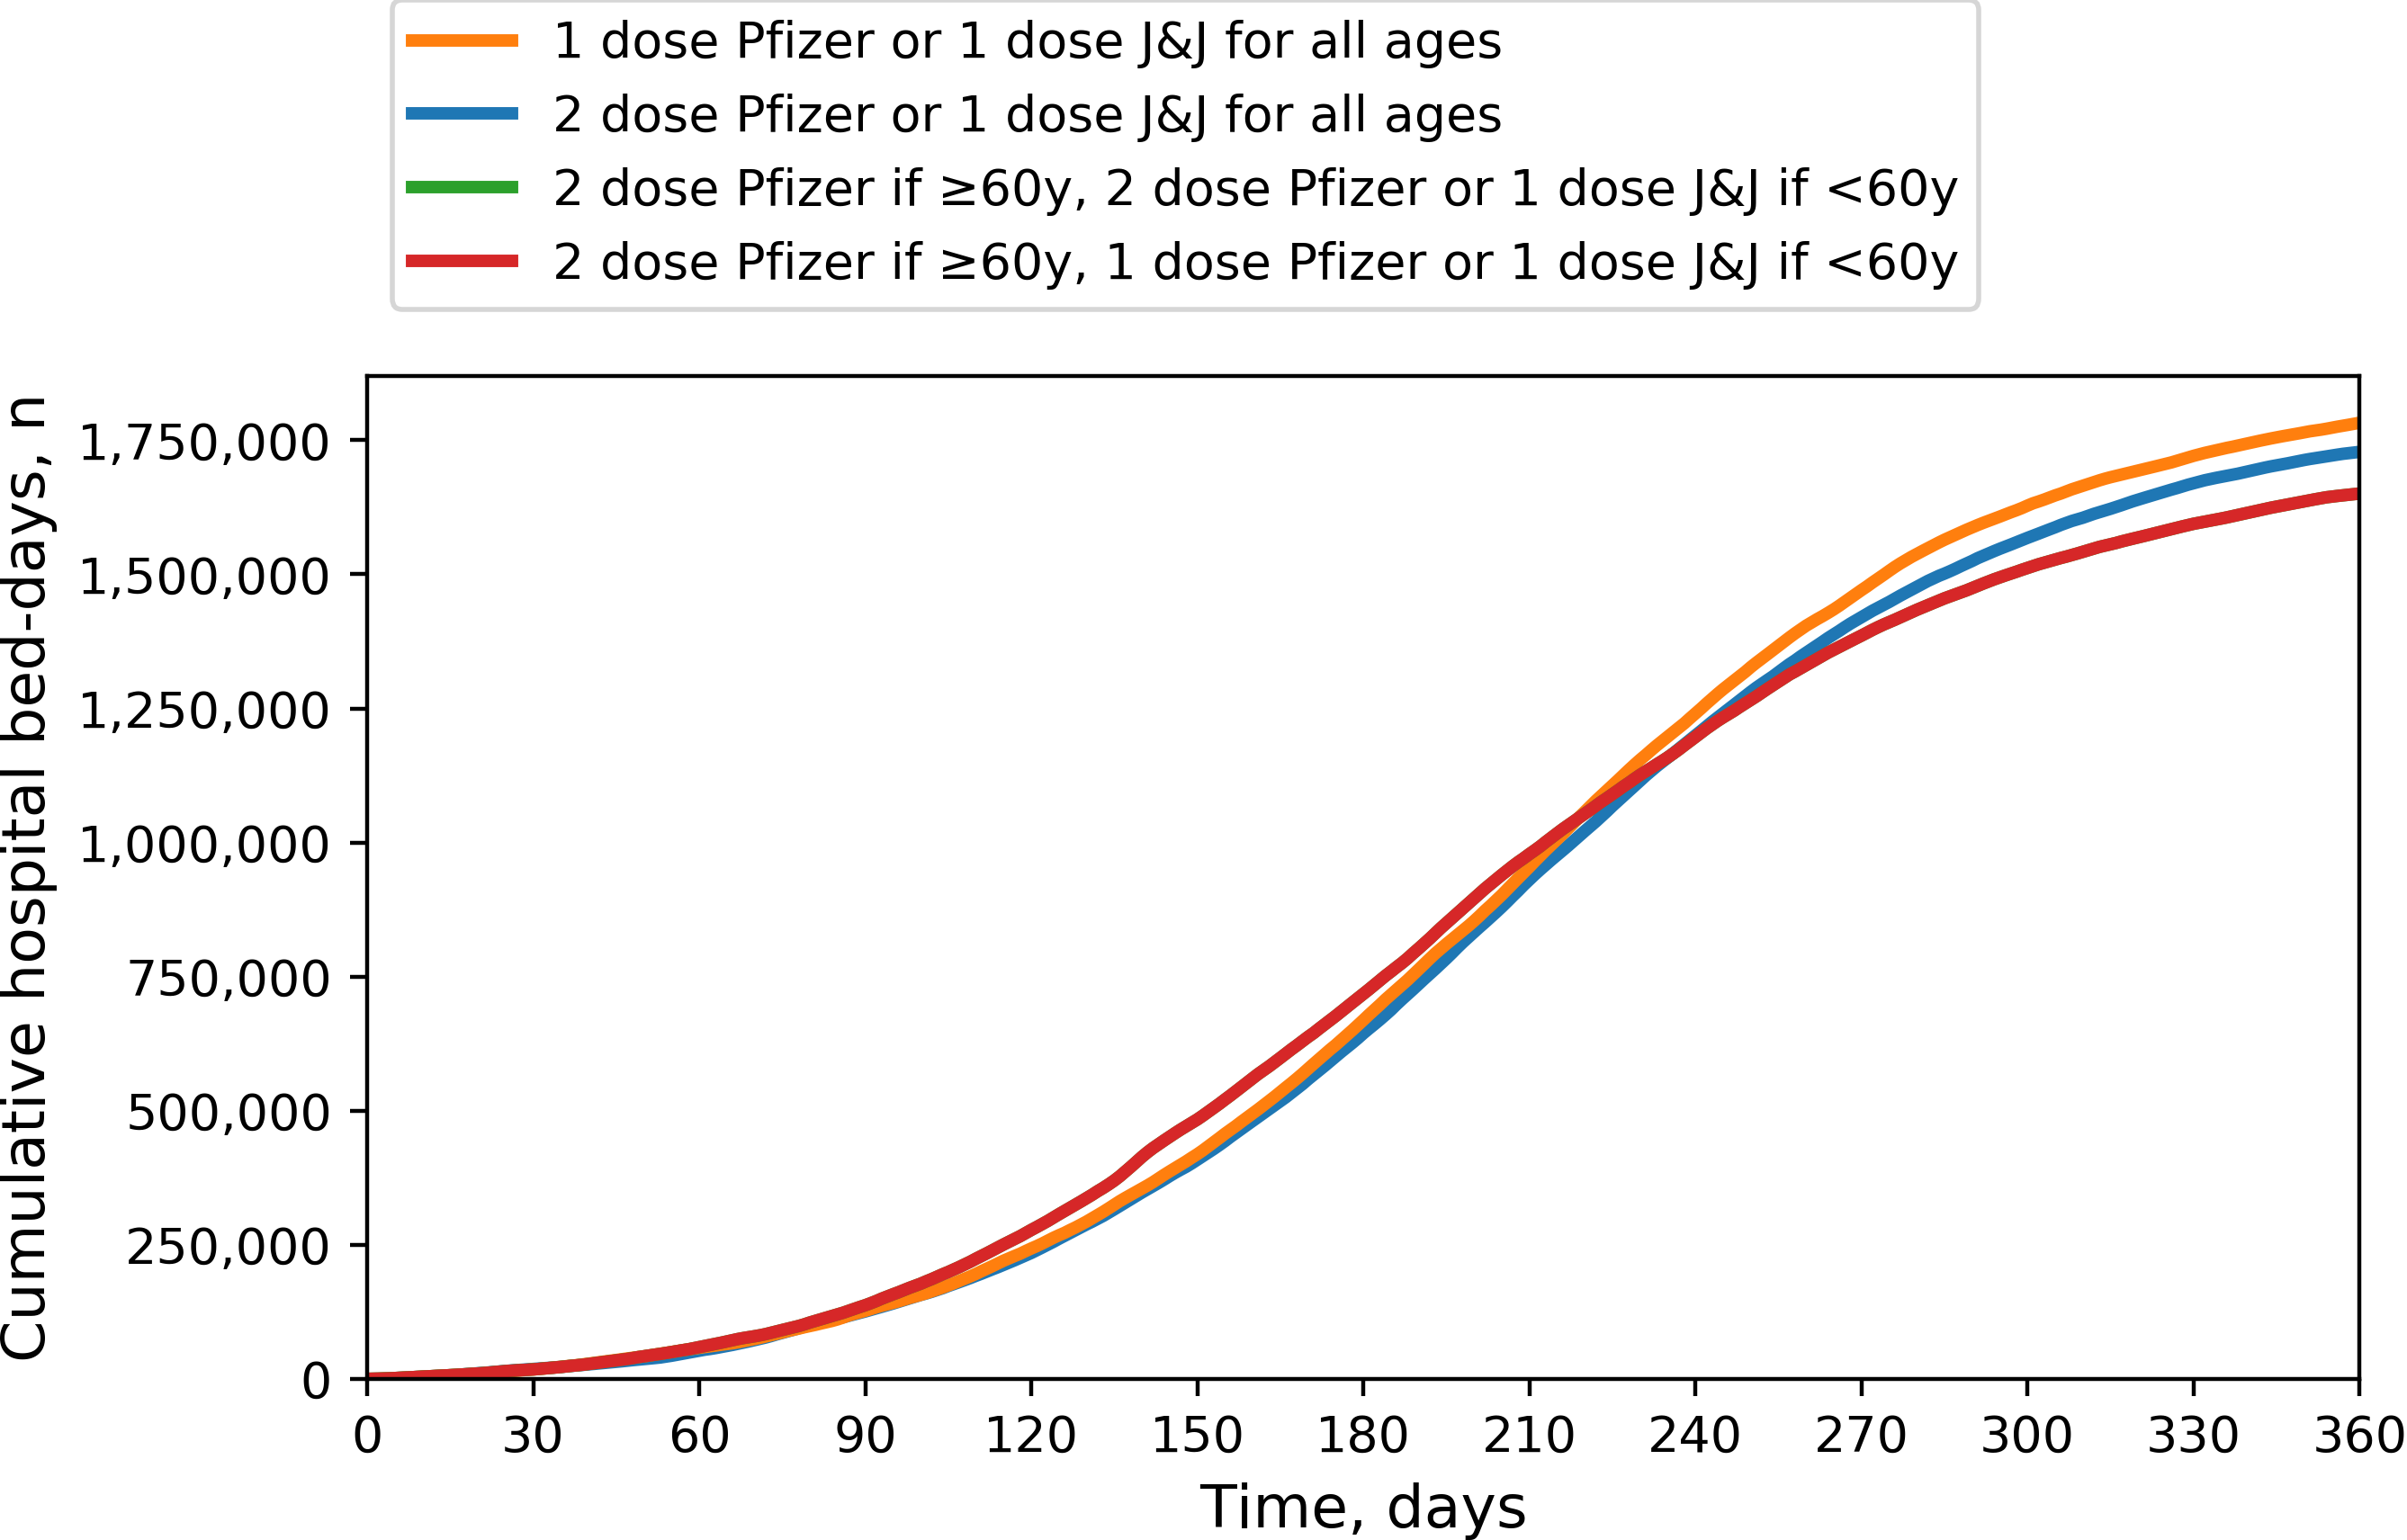 1 dose Pfizer or 1 dose J&J for all ages
2 dose Pfizer or 1 dose J&J for all ages
2 dose Pfizer if ≥60y, 2 dose Pfizer or 1 dose J&J if <60y
2 dose Pfizer if ≥60y, 1 dose Pfizer or 1 dose J&J if <60y
Cumulative hospital bed-days, n
1,750,000
1,500,000
1,250,000
1,000,000
750,000
500,000
250,000
0
0 30 60 90 120 150 180 210 240 270 300 330 360
Time, days